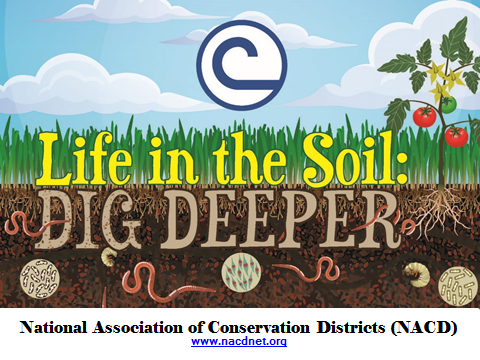 Life in the Soil:
DIG DEEPER
National Association of Conservation Districts (NACD)
www.nacdnet.org